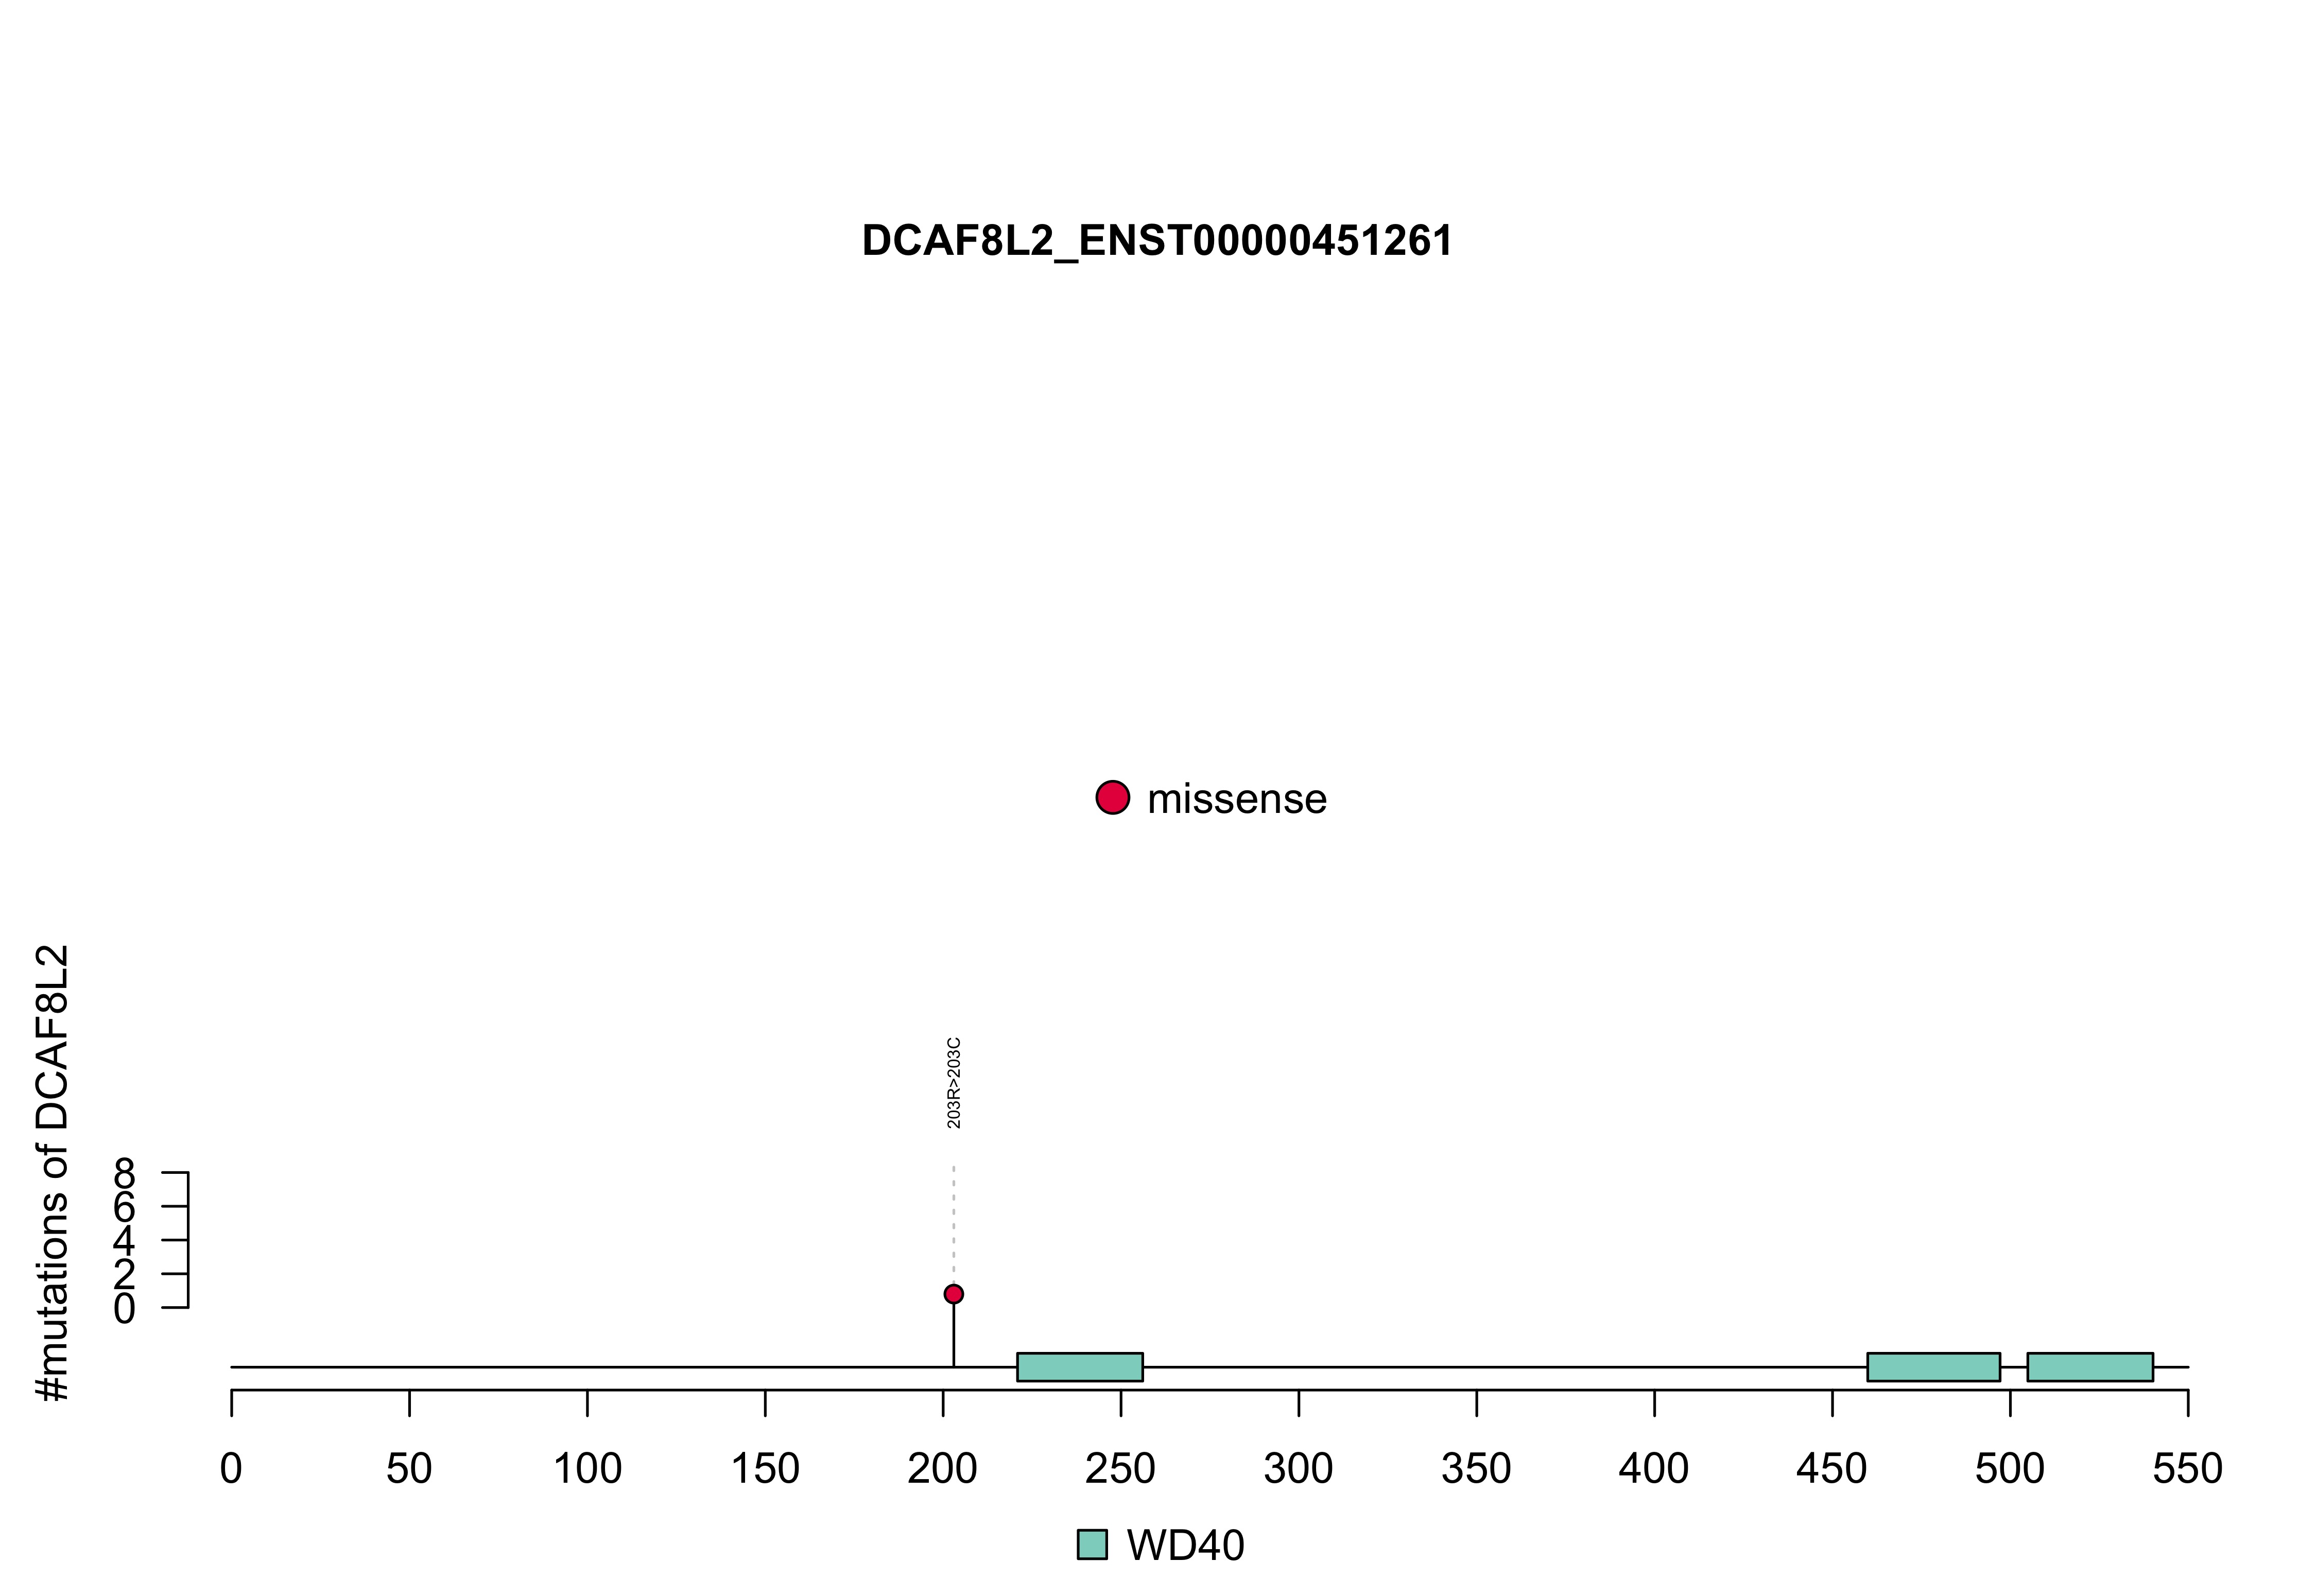 DCAF8L2_ENST00000451261
missense
#mutations of DCAF8L2
203R>203C
8
6
4
2
0
0 50 100 150 200 250 300 350 400 450 500 550
WD40